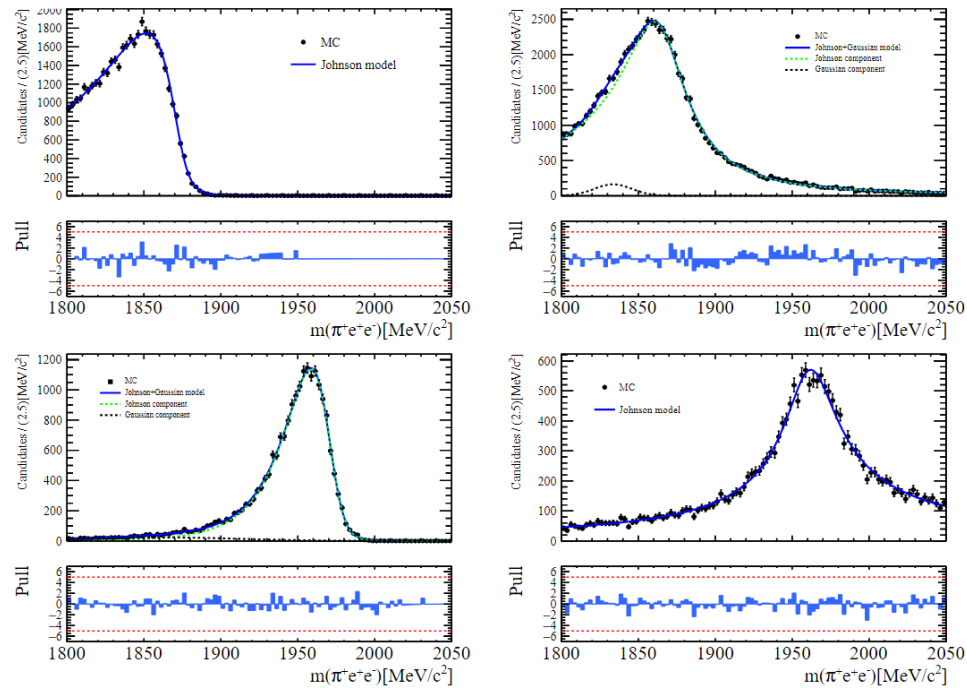 Candidates / (2.5)[MeV/c²]
2000
1800
1600
1400
1200
1000
800
600
400
200
0
MC
Johnson model
Pull
6
4
2
0
−2
−4
−6
1800 1850 1900 1950 2000 2050
m(π⁺e⁺e⁻)[MeV/c²]
Candidates / (2.5)[MeV/c²]
2500
2000
1500
1000
500
0
MC
Johnson+Gaussian model
Johnson component
Gaussian component
Pull
6
4
2
0
−2
−4
−6
1800 1850 1900 1950 2000 2050
m(π⁺e⁺e⁻)[MeV/c²]
Candidates / (2.5)[MeV/c²]
1200
1000
800
600
400
200
0
MC
Johnson+Gaussian model
Johnson component
Gaussian component
Pull
6
4
2
0
−2
−4
−6
1800 1850 1900 1950 2000 2050
m(π⁺e⁺e⁻)[MeV/c²]
Candidates / (2.5)[MeV/c²]
600
500
400
300
200
100
0
MC
Johnson model
Pull
6
4
2
0
−2
−4
−6
1800 1850 1900 1950 2000 2050
m(π⁺e⁺e⁻)[MeV/c²]